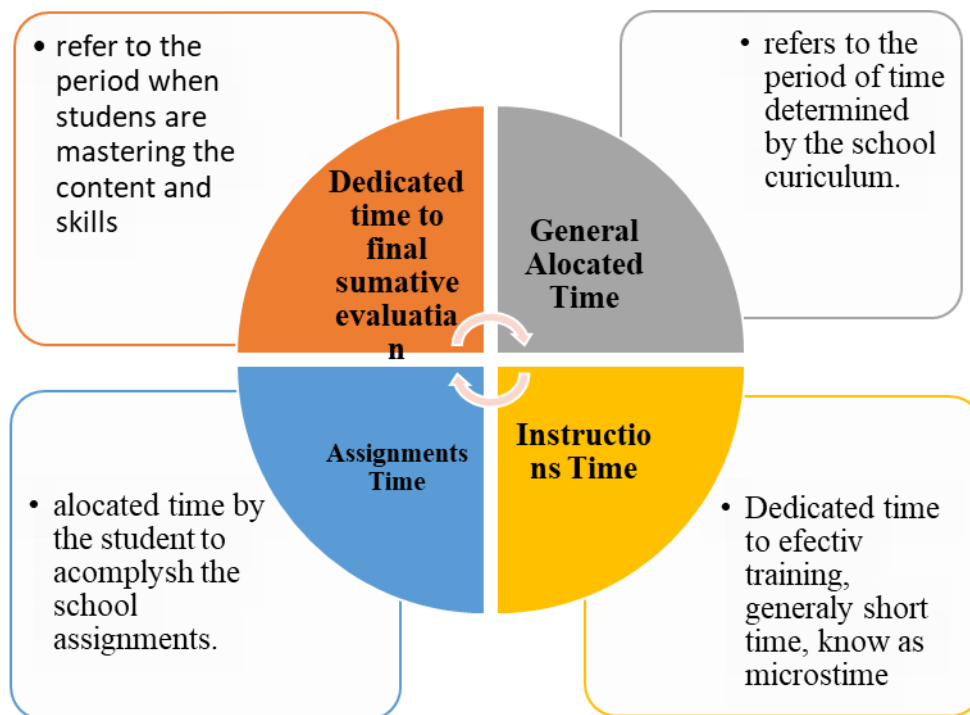 • refer to the
period when
studens are
mastering the
content and
skills
Dedicated
time to
final
sumative
evaluatia
n
• refers to the
period of time
determined
by the school
curiculum.
General
Alocated
Time
• alocated time by
the student to
acomplysh the
school
assignments.
Assignments
Time
Instructio
ns Time
• Dedicated time
to efectiv
training,
generaly short
time, know as
microstime